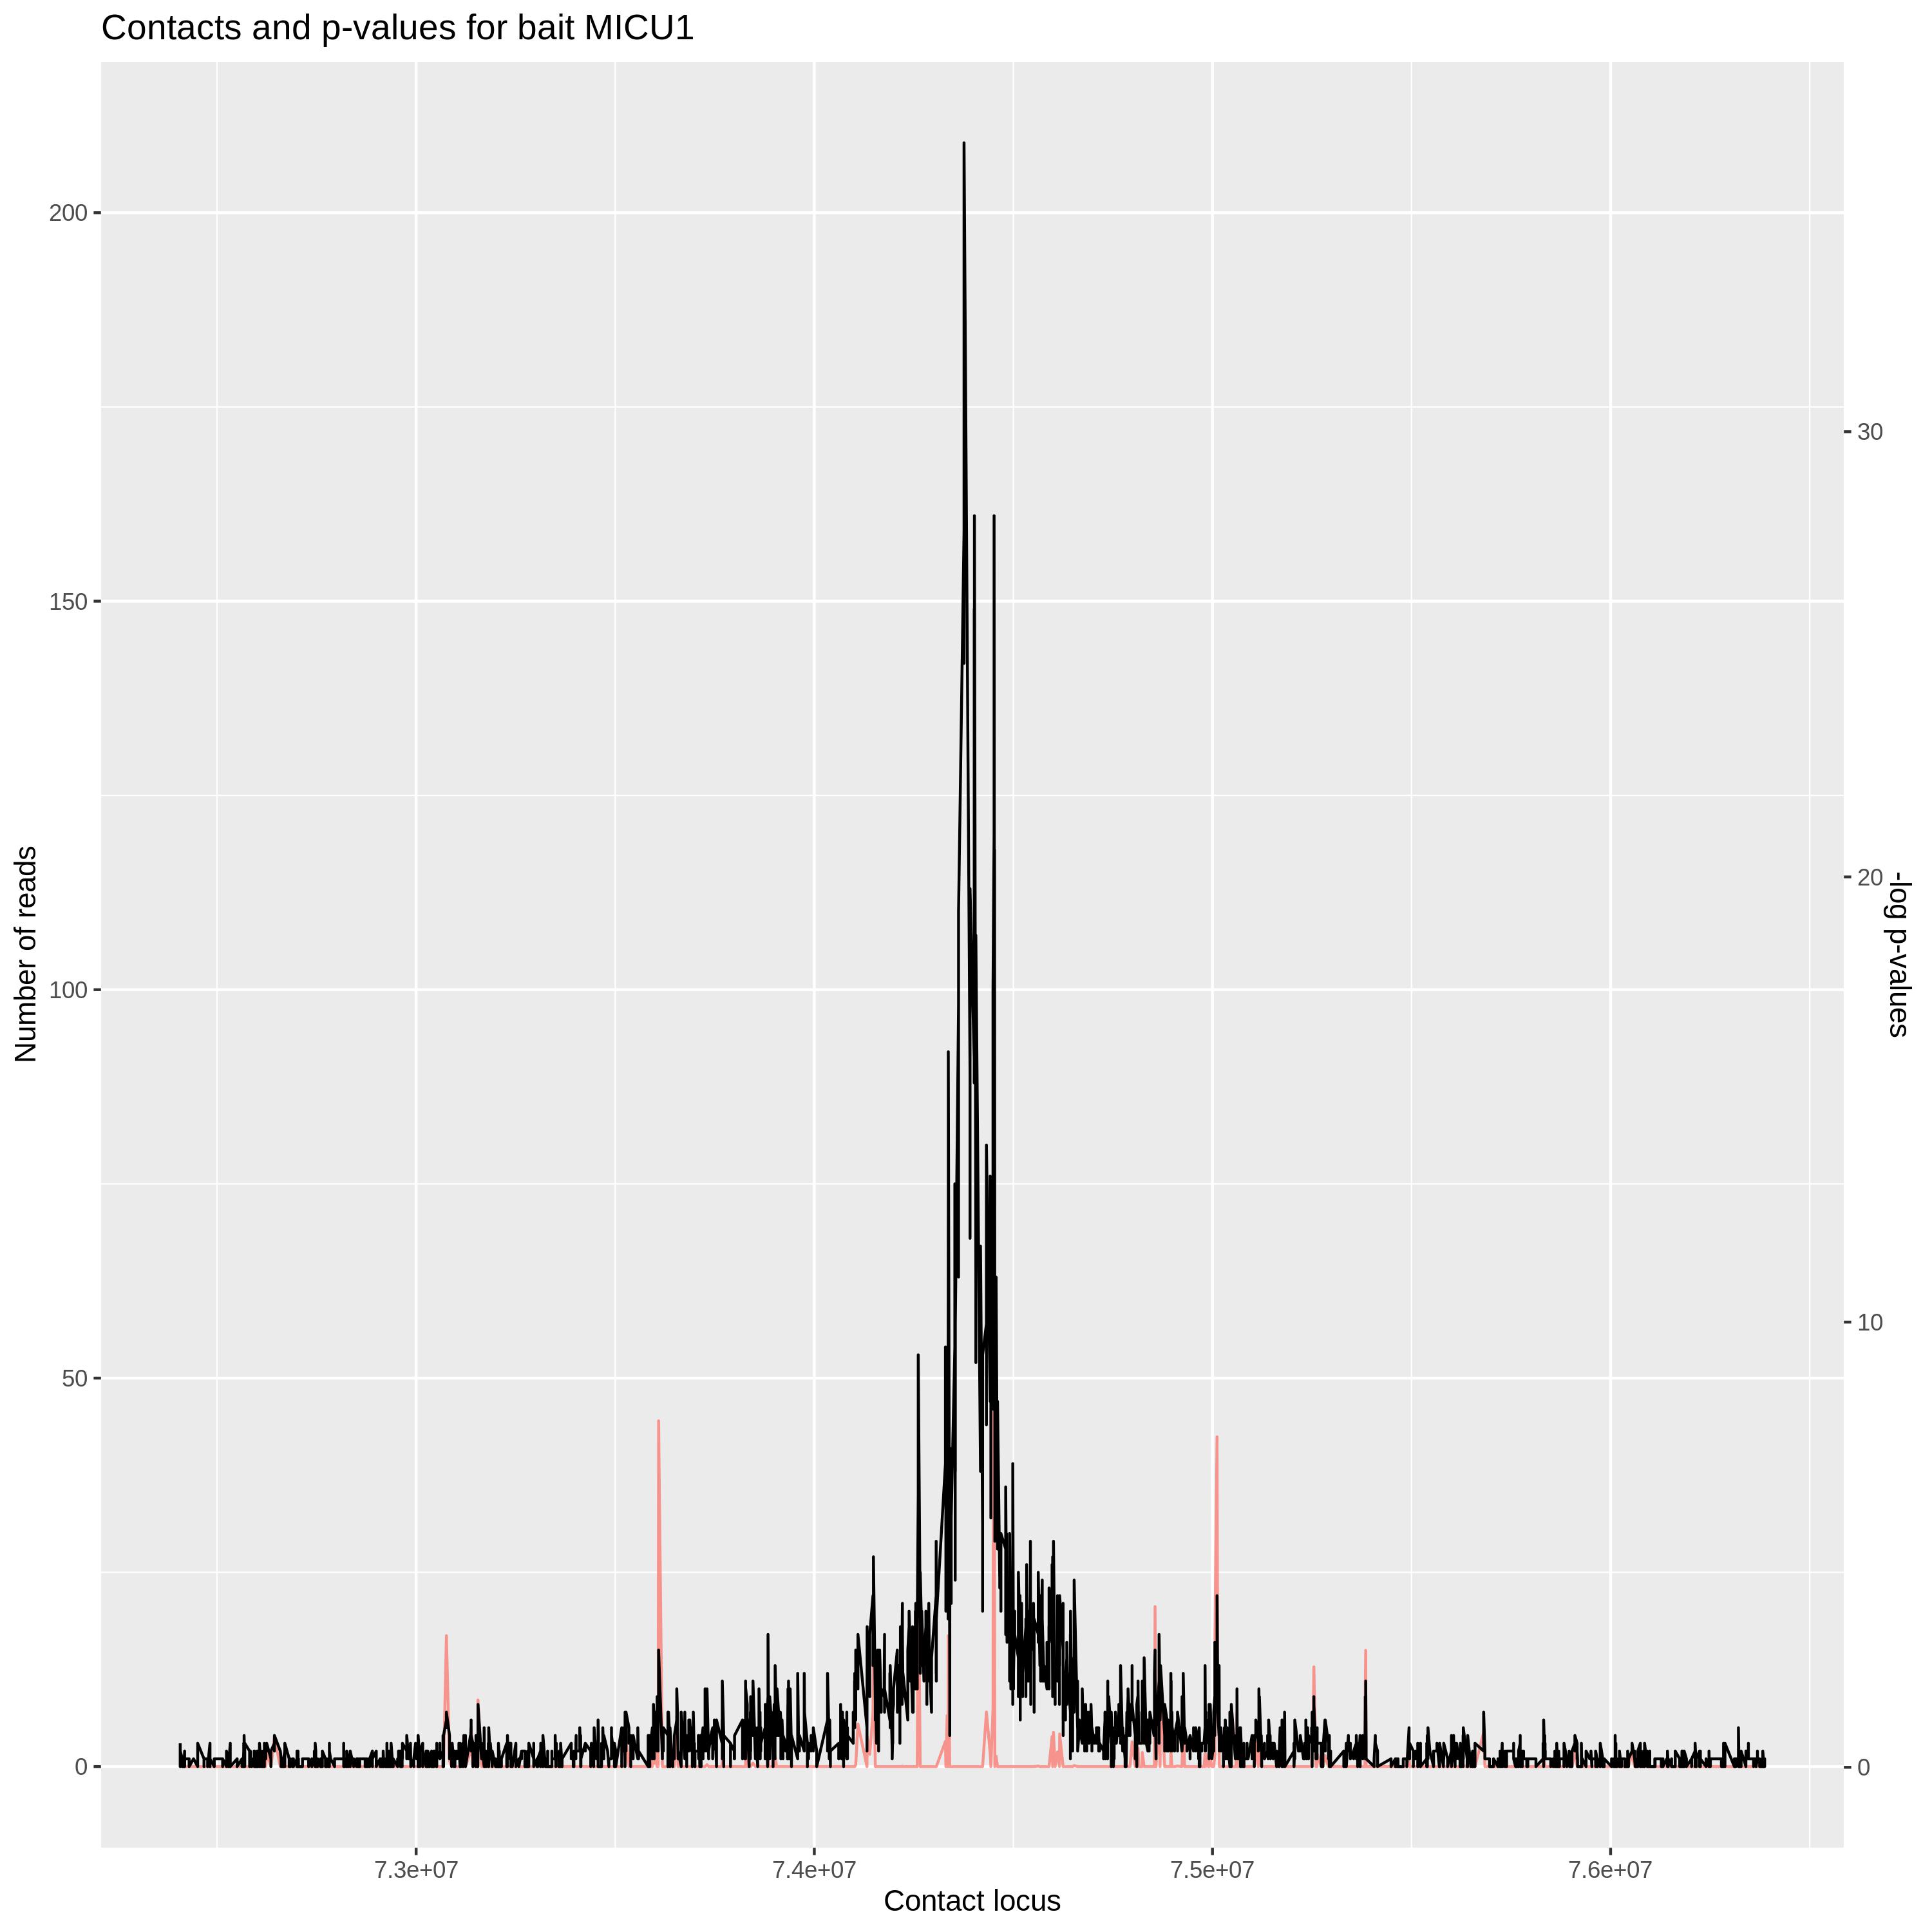 Contacts and p-values for bait MICU1
200
150
100
50
0
Number of reads
30
20
10
0
-log p-values
7.3e+07
7.4e+07
7.5e+07
7.6e+07
Contact locus